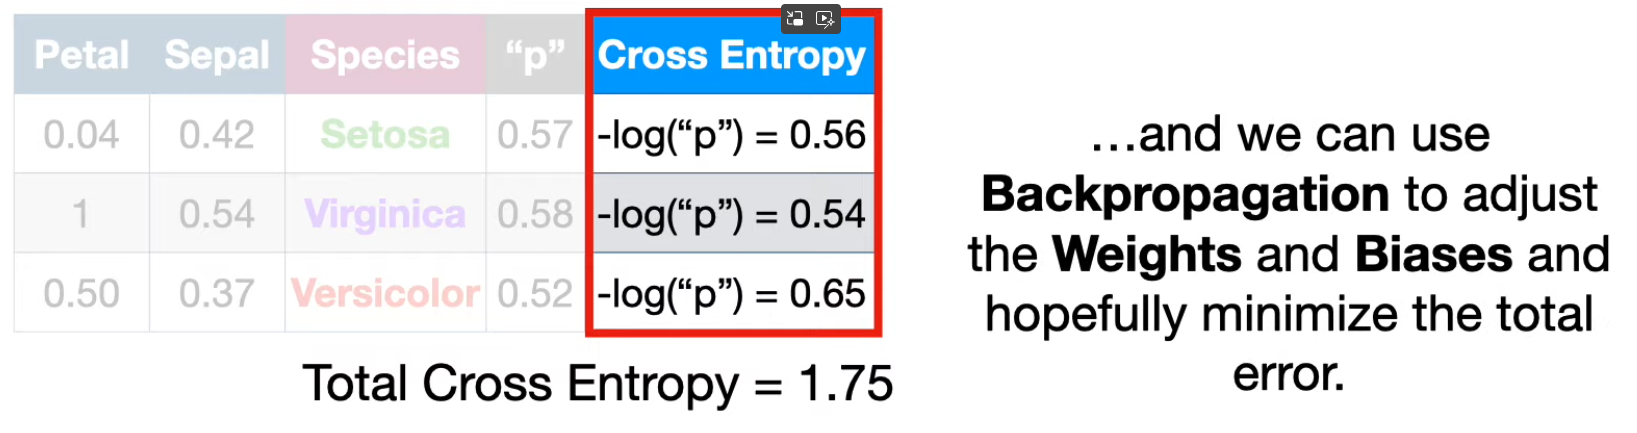 Petal Sepal Species “p” Cross Entropy
0.04 0.42 Setosa 0.57 -log(“p”) = 0.56
1 0.54 Virginica 0.58 -log(“p”) = 0.54
0.50 0.37 Versicolor 0.52 -log(“p”) = 0.65
Total Cross Entropy = 1.75
…and we can use
Backpropagation to adjust
the Weights and Biases and
hopefully minimize the total
error.